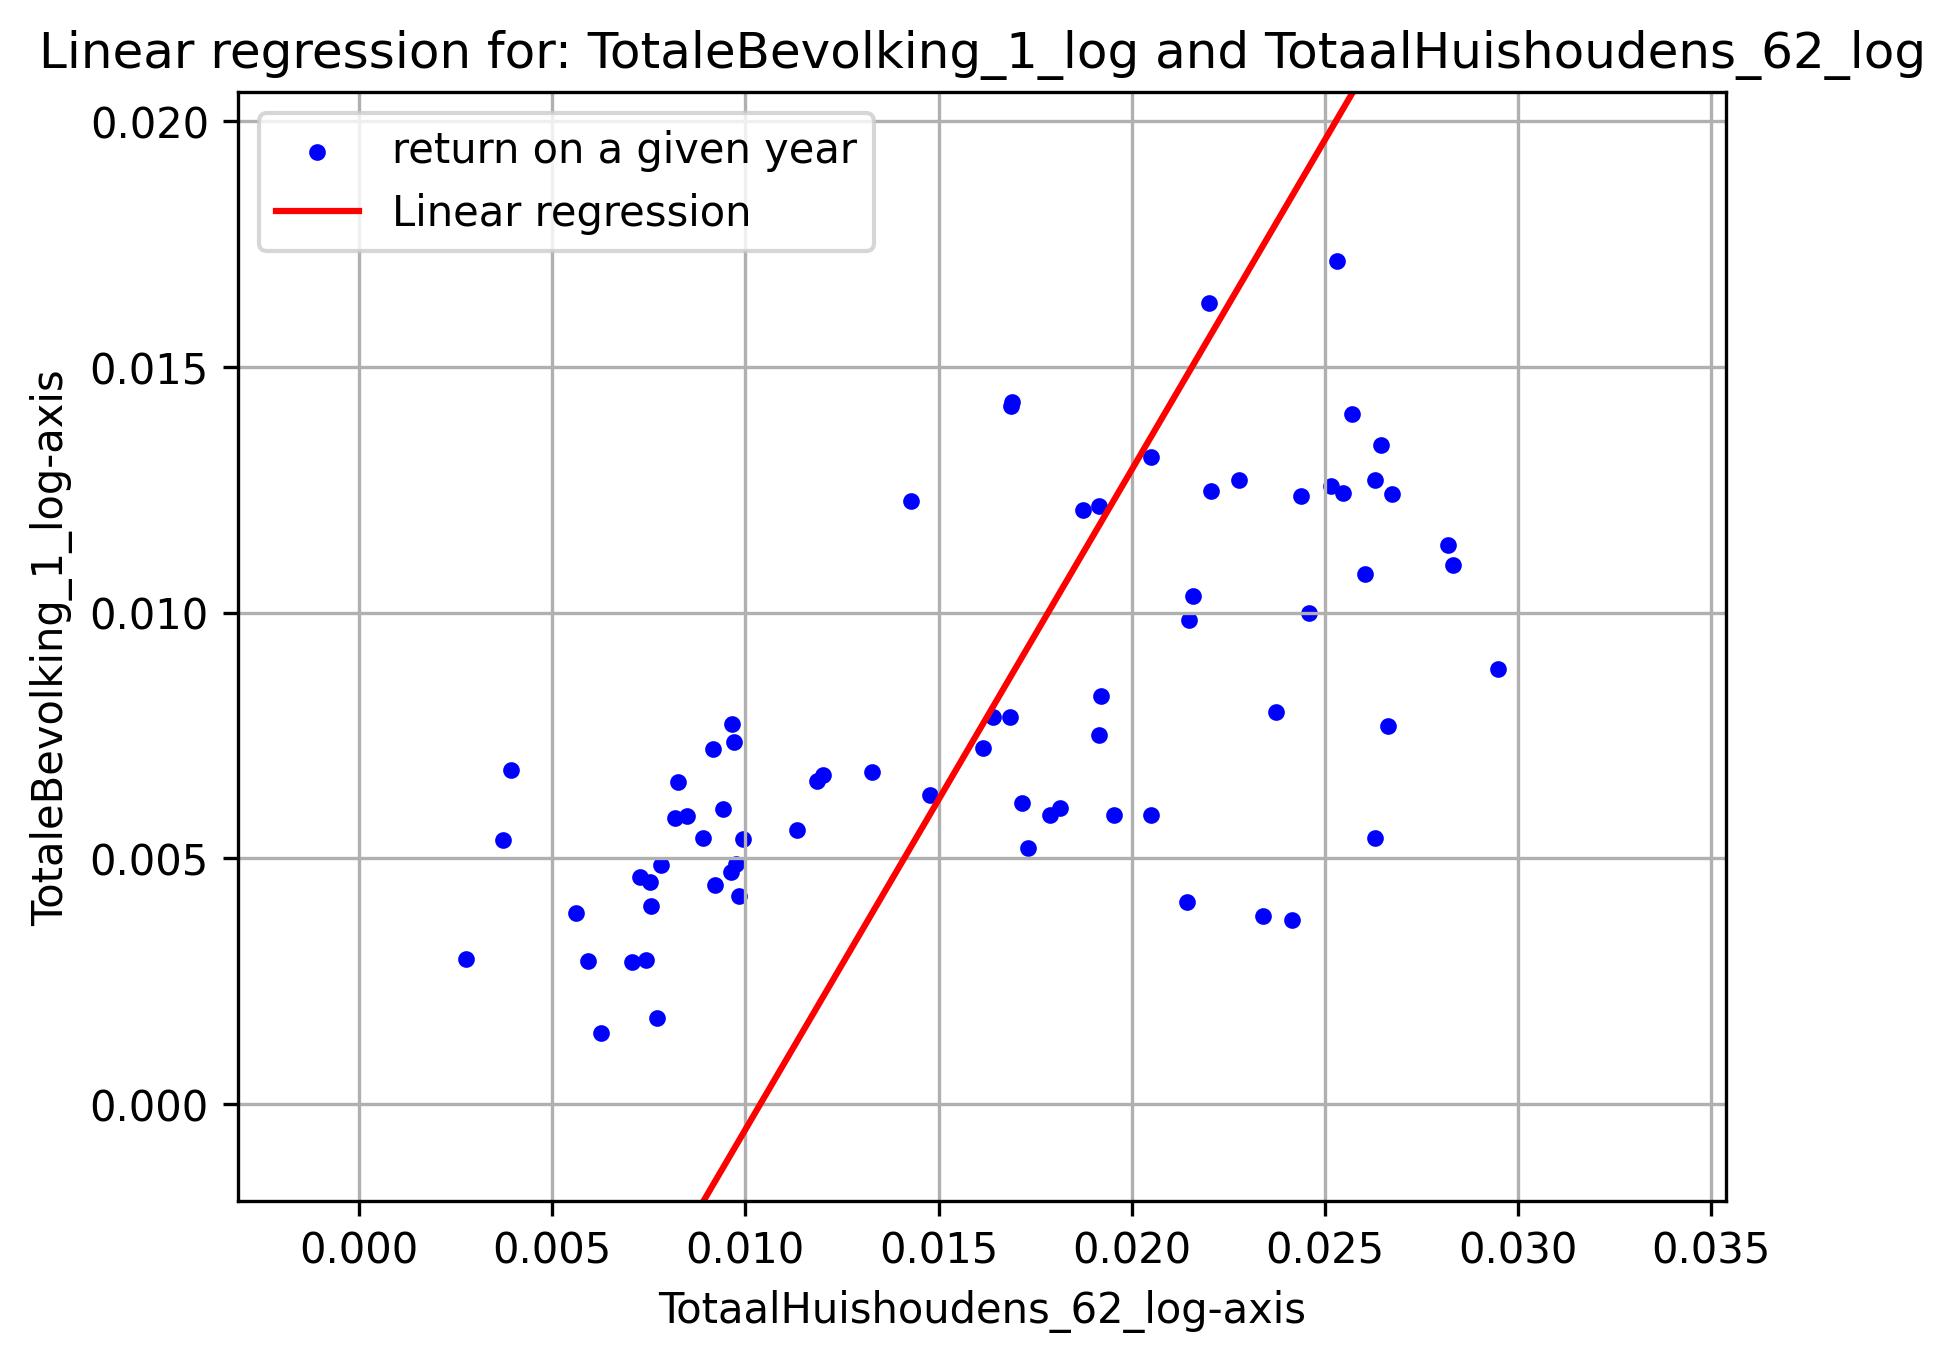 Linear regression for: TotaleBevolking_1_log and TotaalHuishoudens_62_log
return on a given year
Linear regression
TotaleBevolking_1_log-axis
0.020
0.015
0.010
0.005
0.000
0.000 0.005 0.010 0.015 0.020 0.025 0.030 0.035
TotaalHuishoudens_62_log-axis